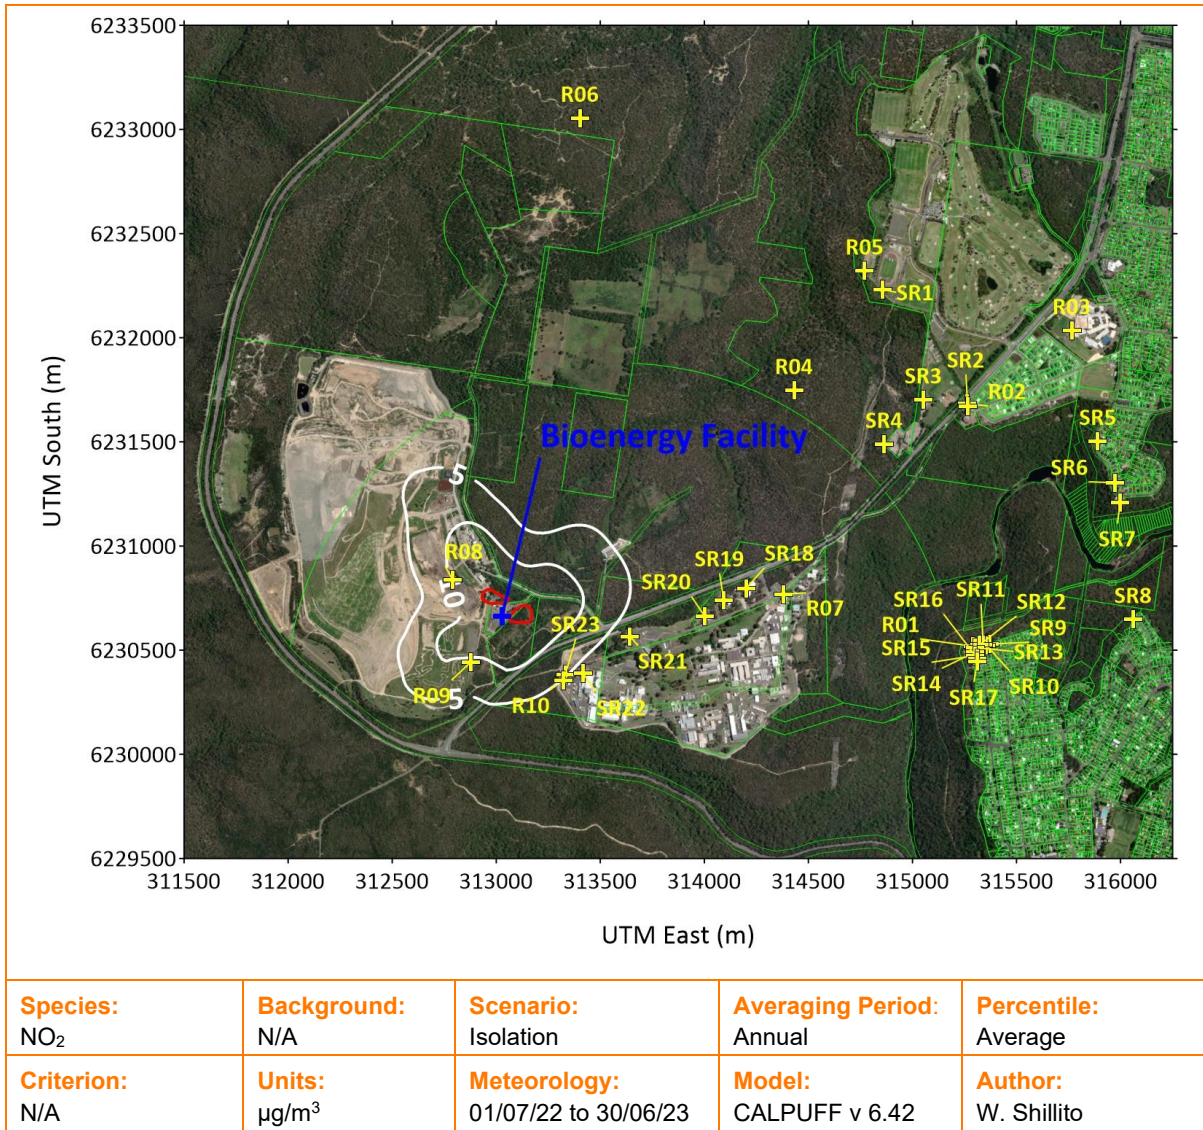 6233500
6233000
6232500
6232000
6231500
6231000
6230500
6230000
6229500
UTM South (m)
R06
R05
SR1
R03
R04
SR2
SR3
R02
SR4
SR5
SR6
SR7
Bioenergy Facility
5
R08
10
SR23
SR20
SR19
SR18
R07
SR21
R09
5
R10
SR22
SR11
SR16
SR12
SR8
R01
SR9
SR15
SR13
SR14
SR10
SR17
311500 312000 312500 313000 313500 314000 314500 315000 315500 316000
UTM East (m)
Species: Background: Scenario: Averaging Period: Percentile:
NO₂ N/A Isolation Annual Average
Criterion: Units: Meteorology: Model: Author:
N/A µg/m³ 01/07/22 to 30/06/23 CALPUFF v 6.42 W. Shillito